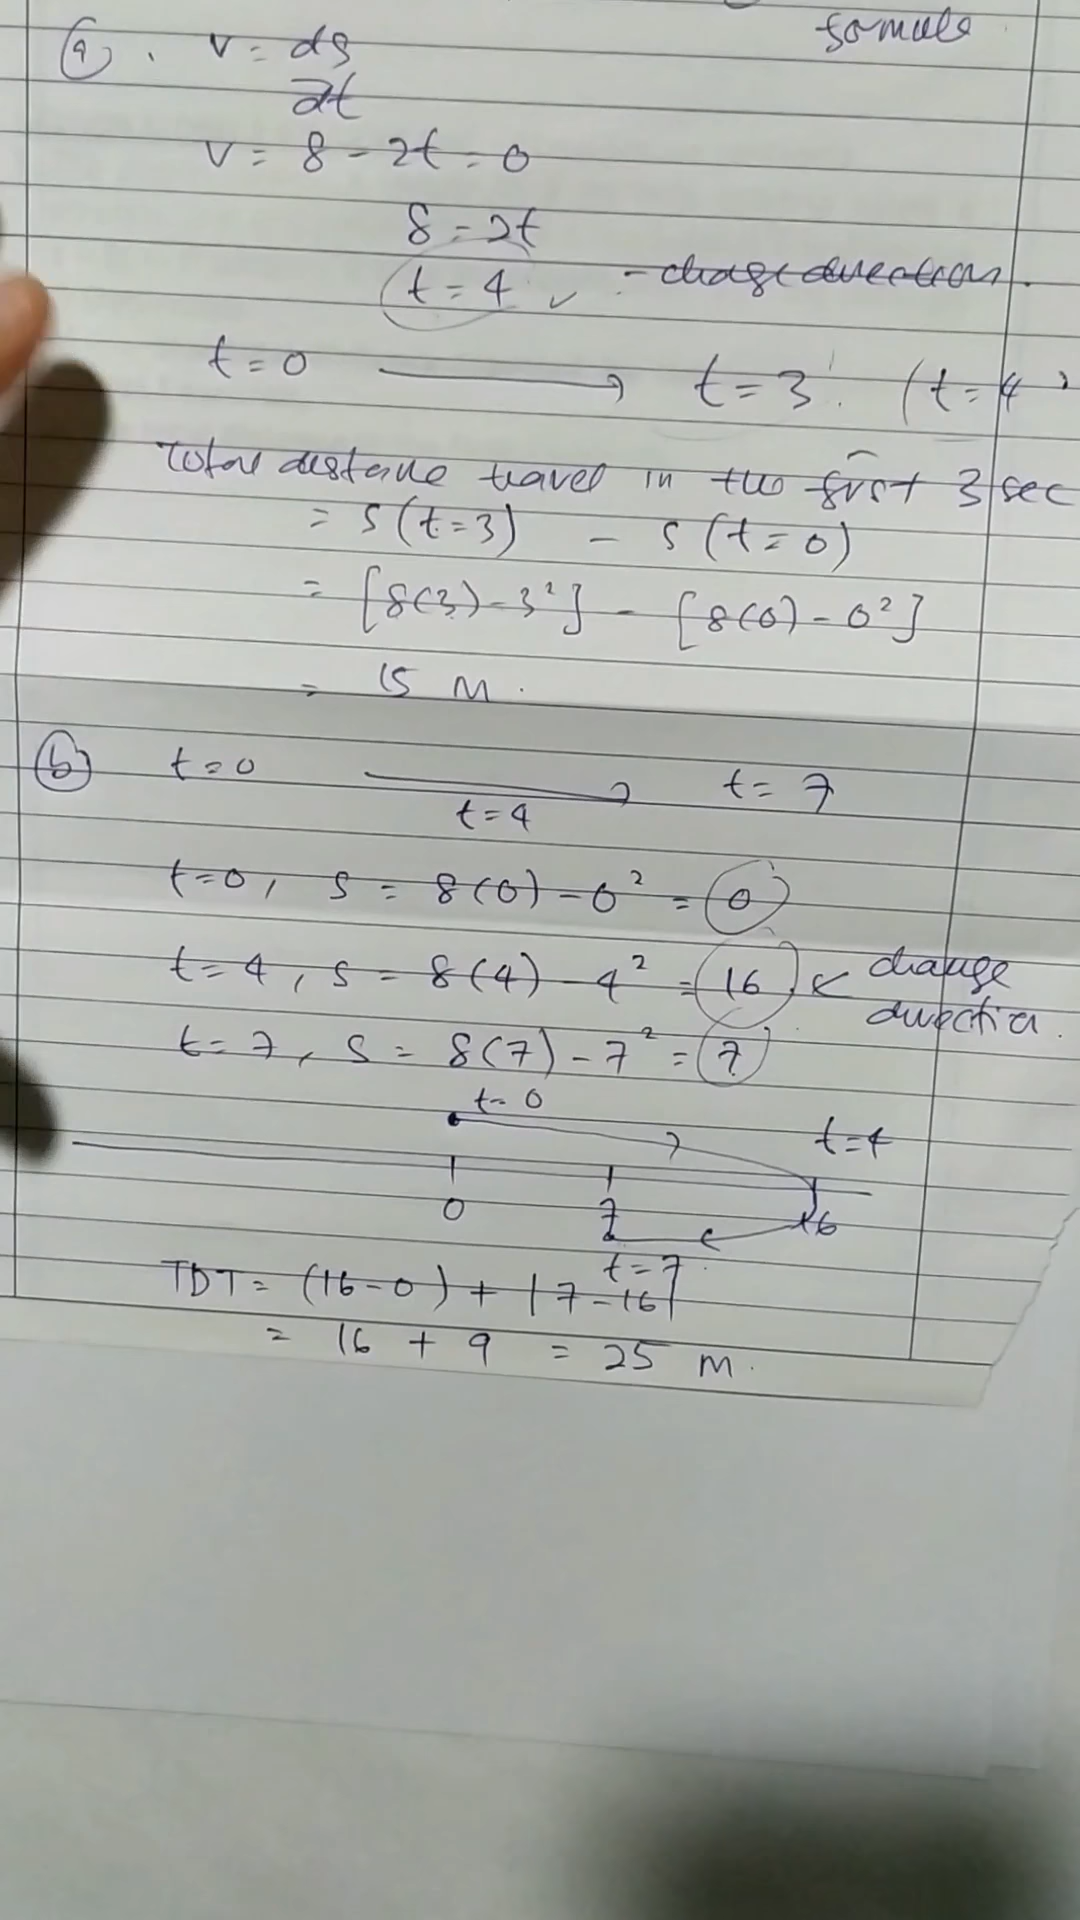 formula
(a). v = ds
dt
v = 8 - 2t = 0
8 = 2t
t = 4 ✓ - change direction.
t = 0 → t = 3. (t = 4
Total distance travel in the first 3 sec
= s(t=3) - s(t=0)
= [8(3) - 3²] - [8(0) - 0²]
= 15 m.
(b) t = 0 → t = 7
t = 4
t = 0, s = 8(0) - 0² = 0
t = 4, s = 8(4) - 4² = 16 ← change
direction.
t = 7, s = 8(7) - 7² = 7
t = 0
t = 4
0 7 16
t = 7
TDT = (16 - 0) + |7 - 16|
= 16 + 9 = 25 m.